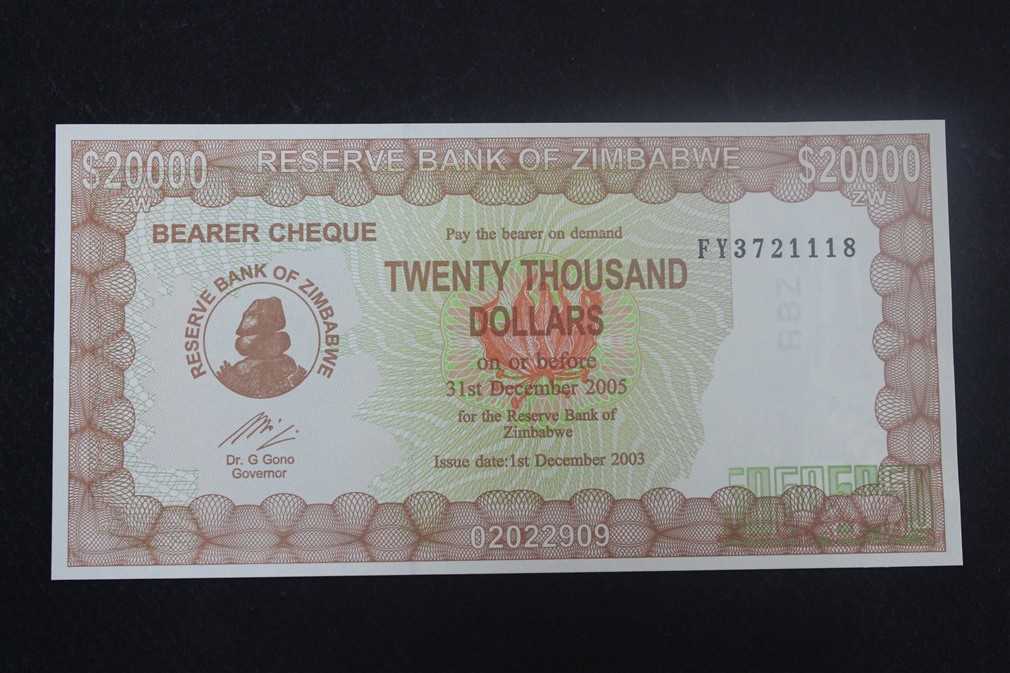 $20000 RESERVE BANK OF ZIMBABWE $20000
ZW ZW
BEARER CHEQUE
Pay the bearer on demand
FY3721118
TWENTY THOUSAND
DOLLARS
on or before
31st December 2005
for the Reserve Bank of
Zimbabwe
Issue date:1st December 2003
RESERVE BANK OF ZIMBABWE
Dr. G Gono
Governor
RBZ
02022909